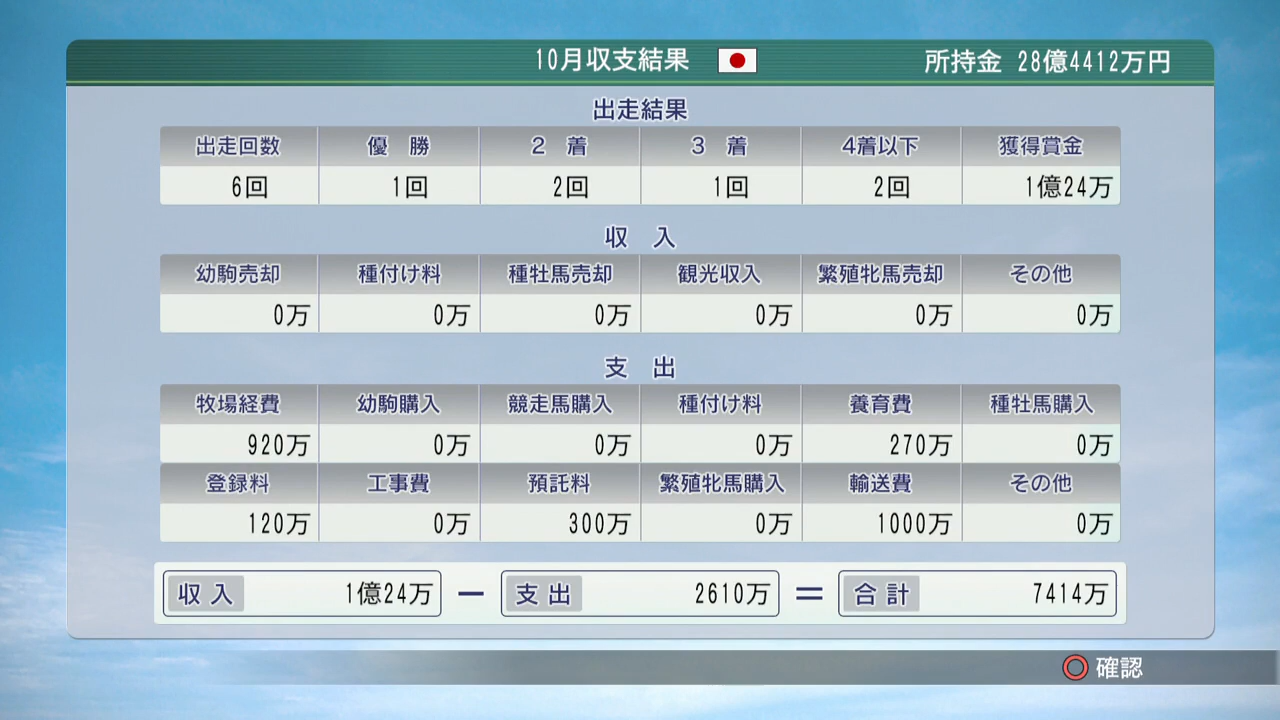 10月収支結果 所持金 28億4412万円
出走結果
出走回数 優 勝 2 着 3 着 4着以下 獲得賞金
6回 1回 2回 1回 2回 1億24万
収 入
幼駒売却 種付け料 種牡馬売却 観光収入 繁殖牝馬売却 その他
0万 0万 0万 0万 0万 0万
支 出
牧場経費 幼駒購入 競走馬購入 種付け料 養育費 種牡馬購入
920万 0万 0万 0万 270万 0万
登録料 工事費 預託料 繁殖牝馬購入 輸送費 その他
120万 0万 300万 0万 1000万 0万
収入 1億24万 － 支出 2610万 ＝ 合計 7414万
確認